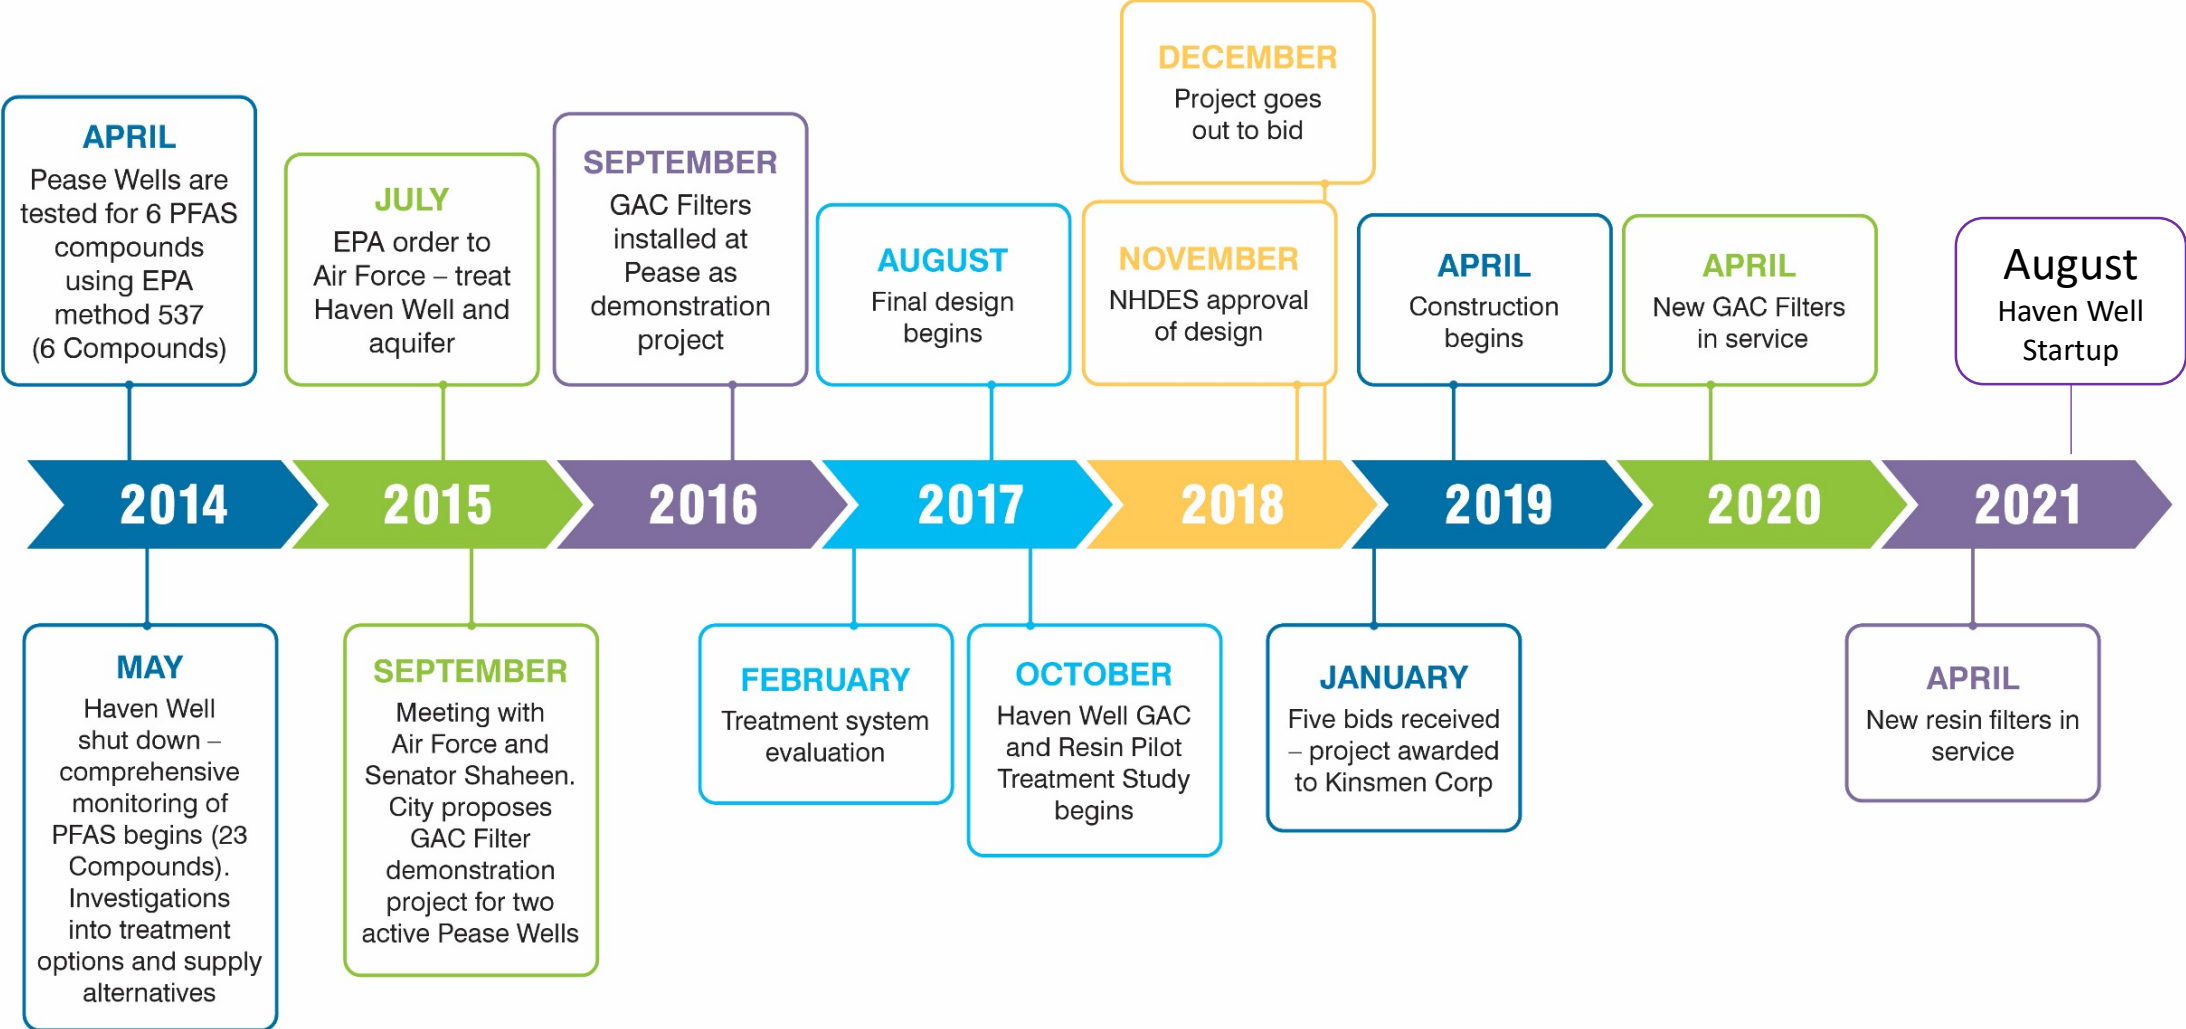 DECEMBER
Project goes
out to bid
APRIL
Pease Wells are
tested for 6 PFAS
compounds
using EPA
method 537
(6 Compounds)
JULY
EPA order to
Air Force – treat
Haven Well and
aquifer
SEPTEMBER
GAC Filters
installed at
Pease as
demonstration
project
AUGUST
Final design
begins
NOVEMBER
NHDES approval
of design
APRIL
Construction
begins
APRIL
New GAC Filters
in service
August
Haven Well
Startup
2014
2015
2016
2017
2018
2019
2020
2021
MAY
Haven Well
shut down –
comprehensive
monitoring of
PFAS begins (23
Compounds).
Investigations
into treatment
options and supply
alternatives
SEPTEMBER
Meeting with
Air Force and
Senator Shaheen.
City proposes
GAC Filter
demonstration
project for two
active Pease Wells
FEBRUARY
Treatment system
evaluation
OCTOBER
Haven Well GAC
and Resin Pilot
Treatment Study
begins
JANUARY
Five bids received
– project awarded
to Kinsmen Corp
APRIL
New resin filters in
service